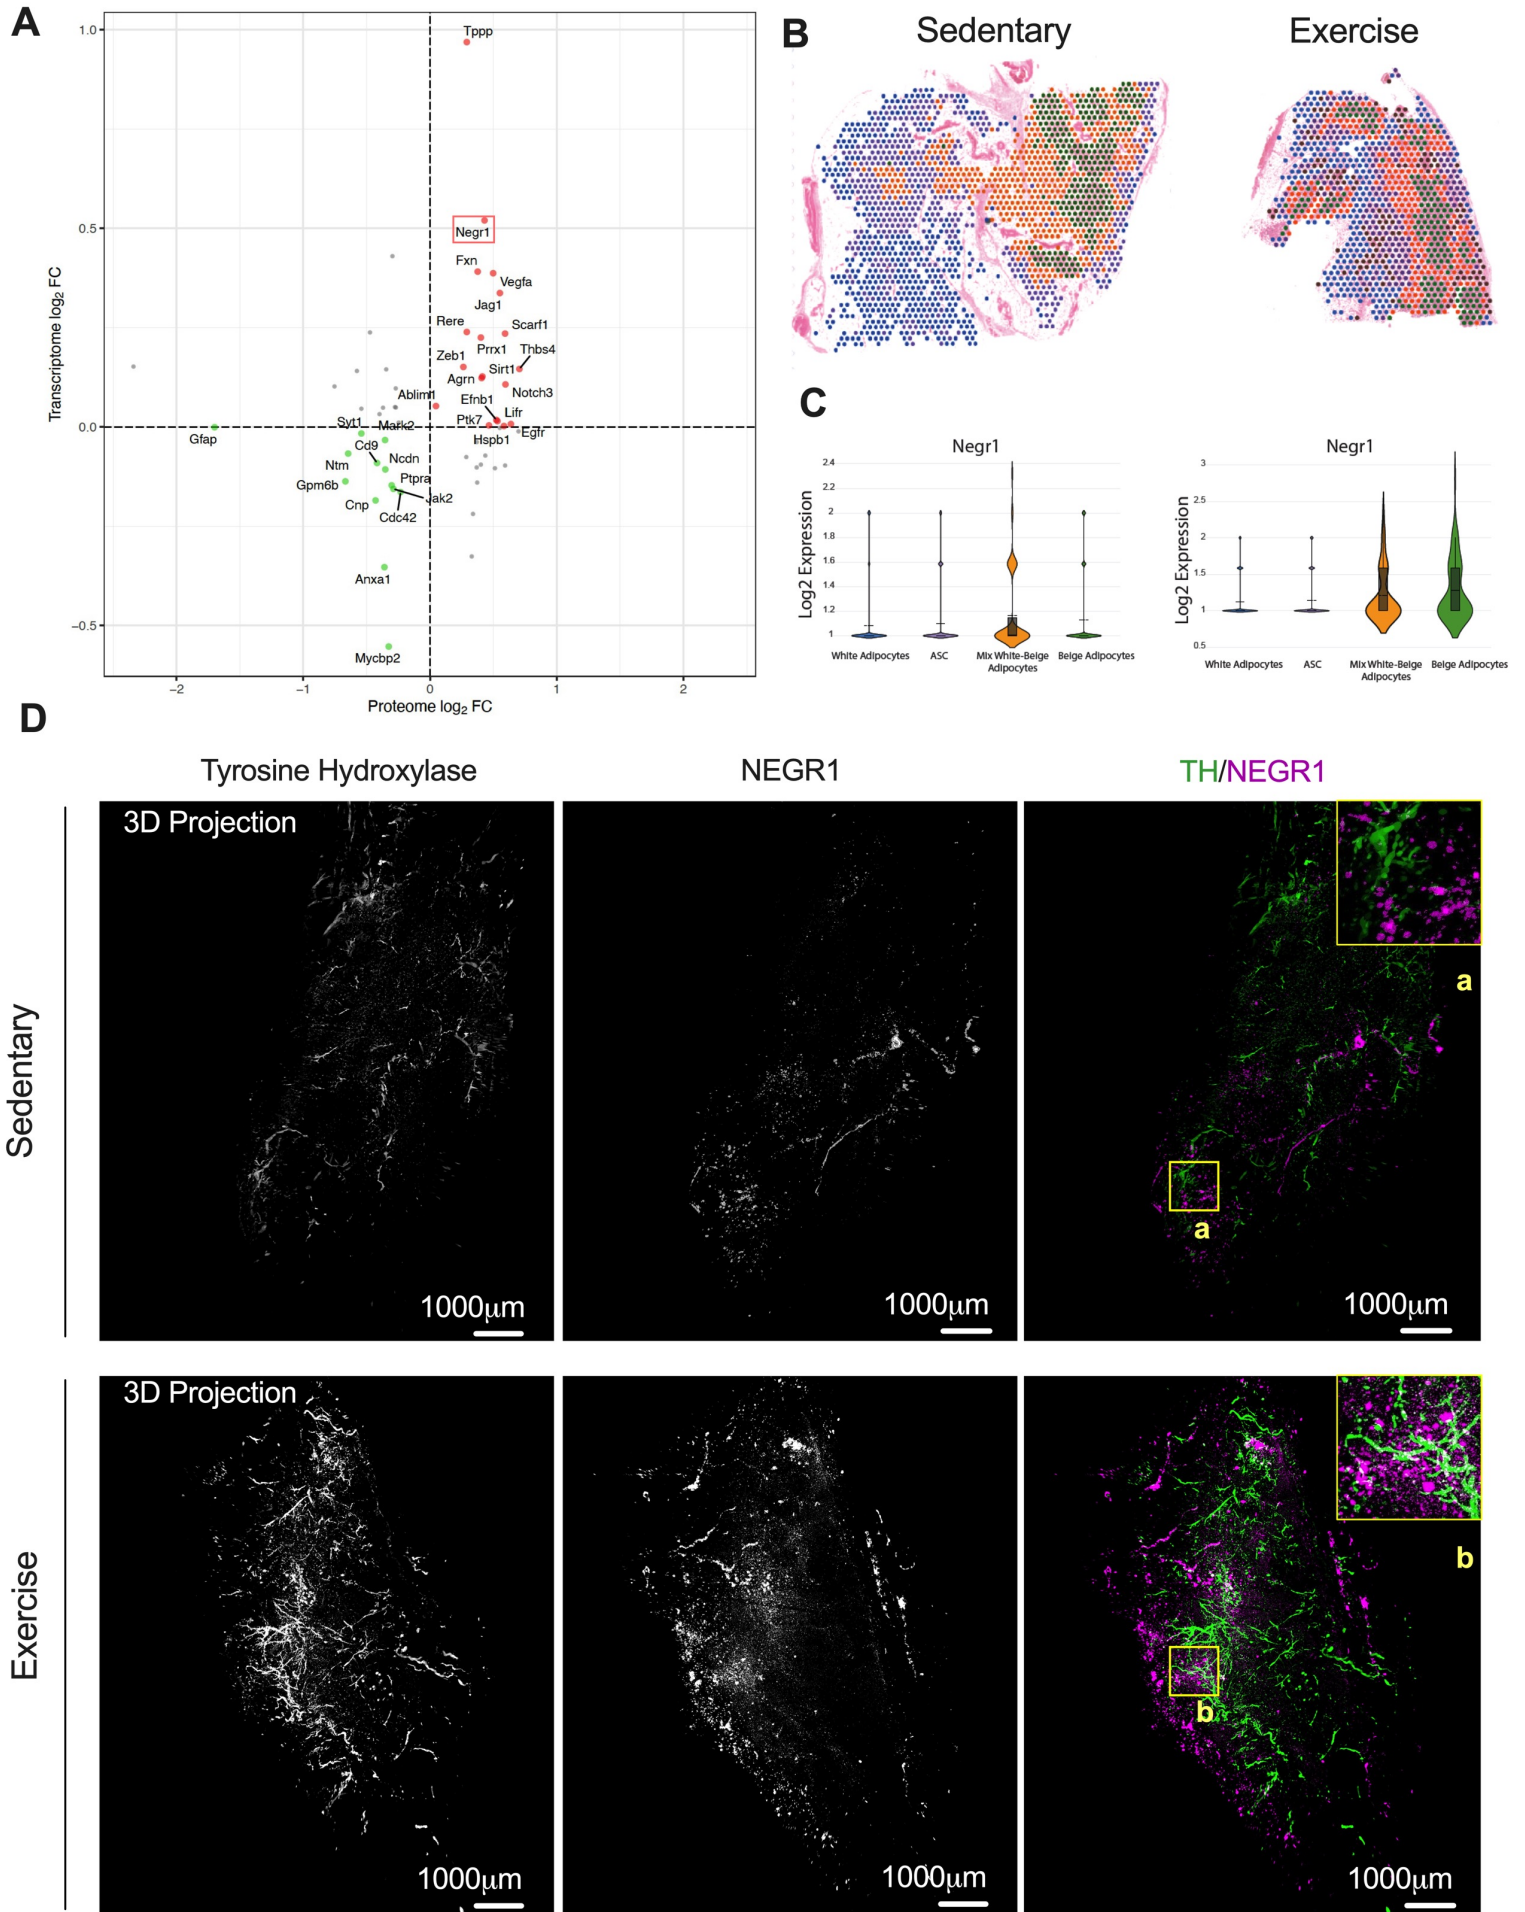 A
1.0
0.5
0.0
−0.5
−2
−1
0
1
2
Transcriptome log2 FC
Proteome log2 FC
Tppp
Negr1
Fxn
Vegfa
Jag1
Rere
Scarf1
Prrx1
Thbs4
Zeb1
Sirt1
Agrn
Notch3
Ablim1
Efnb1
Lifr
Ptk7
Hspb1
Egfr
Syt1
Mark2
Gfap
Cd9
Ntm
Ncdn
Gpm6b
Ptpra
Cnp
Jak2
Cdc42
Anxa1
Mycbp2
B
Sedentary
Exercise
C
Negr1
Log2 Expression
2.4
2.2
2
1.8
1.6
1.4
1.2
1
White Adipocytes
ASC
Mix White-Beige
Adipocytes
Beige Adipocytes
Negr1
Log2 Expression
3
2.5
2
1.5
1
0.5
White Adipocytes
ASC
Mix White-Beige
Adipocytes
Beige Adipocytes
D
Tyrosine Hydroxylase
NEGR1
TH/NEGR1
Sedentary
3D Projection
1000μm
1000μm
a
a
1000μm
Exercise
3D Projection
1000μm
1000μm
b
b
1000μm